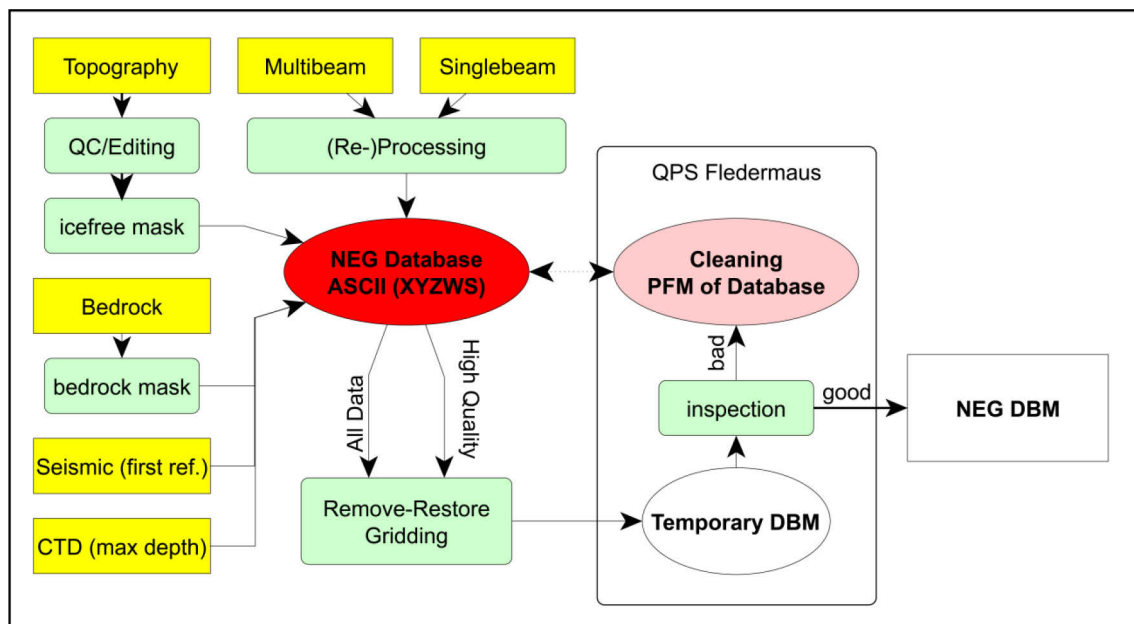 Topography
Multibeam
Singlebeam
QC/Editing
(Re-)Processing
QPS Fledermaus
icefree mask
NEG Database
ASCII (XYZWS)
Cleaning
PFM of Database
Bedrock
bedrock mask
All Data
High Quality
bad
inspection
good
NEG DBM
Seismic (first ref.)
Remove-Restore
Gridding
Temporary DBM
CTD (max depth)